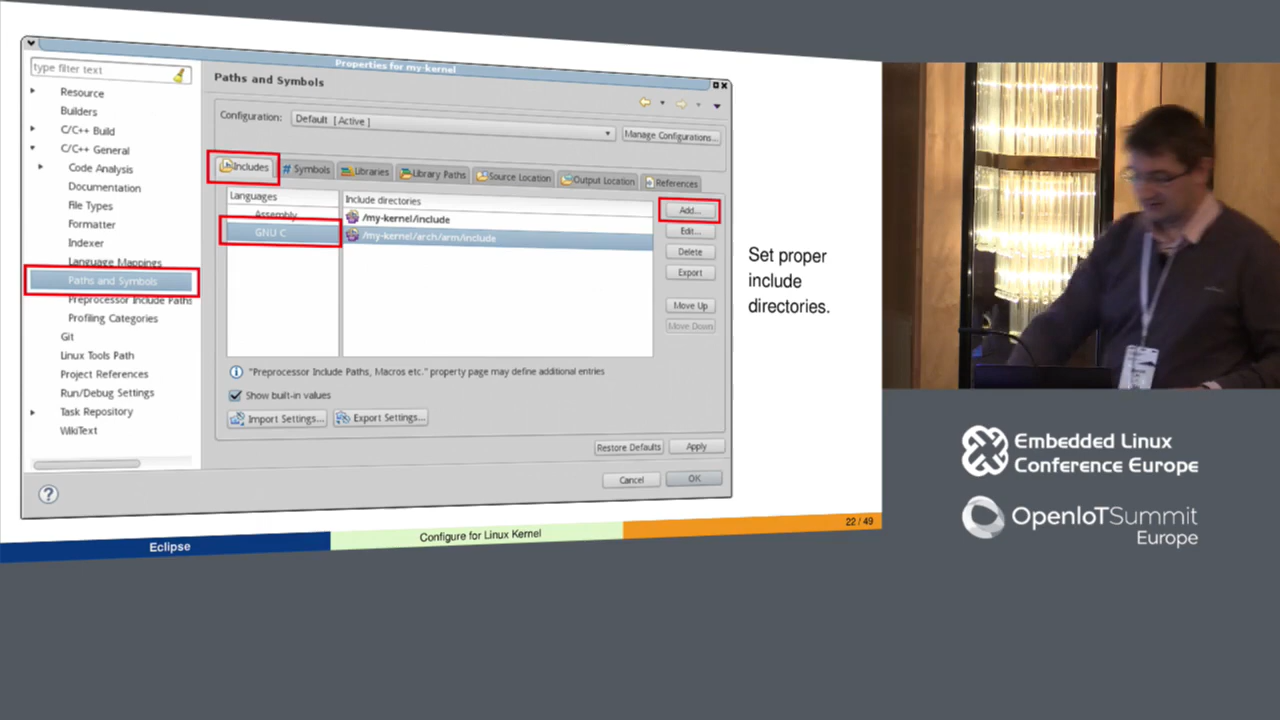 Properties for my-kernel
type filter text
Paths and Symbols
Resource
Builders
C/C++ Build
C/C++ General
Code Analysis
Documentation
File Types
Formatter
Indexer
Language Mappings
Paths and Symbols
Preprocessor Include Paths
Profiling Categories
Git
Linux Tools Path
Project References
Run/Debug Settings
Task Repository
WikiText
Configuration: Default [Active] Manage Configurations...
Includes # Symbols Libraries Library Paths Source Location Output Location References
Languages
Assembly
GNU C
Include directories
/my-kernel/include
/my-kernel/arch/arm/include
Add...
Edit...
Delete
Export
Move Up
Move Down
"Preprocessor Include Paths, Macros etc." property page may define additional entries
Show built-in values
Import Settings... Export Settings...
Restore Defaults Apply
Cancel OK
?
Set proper
include
directories.
22 / 49
Eclipse
Configure for Linux Kernel
Embedded Linux
Conference Europe
OpenIoTSummit
Europe